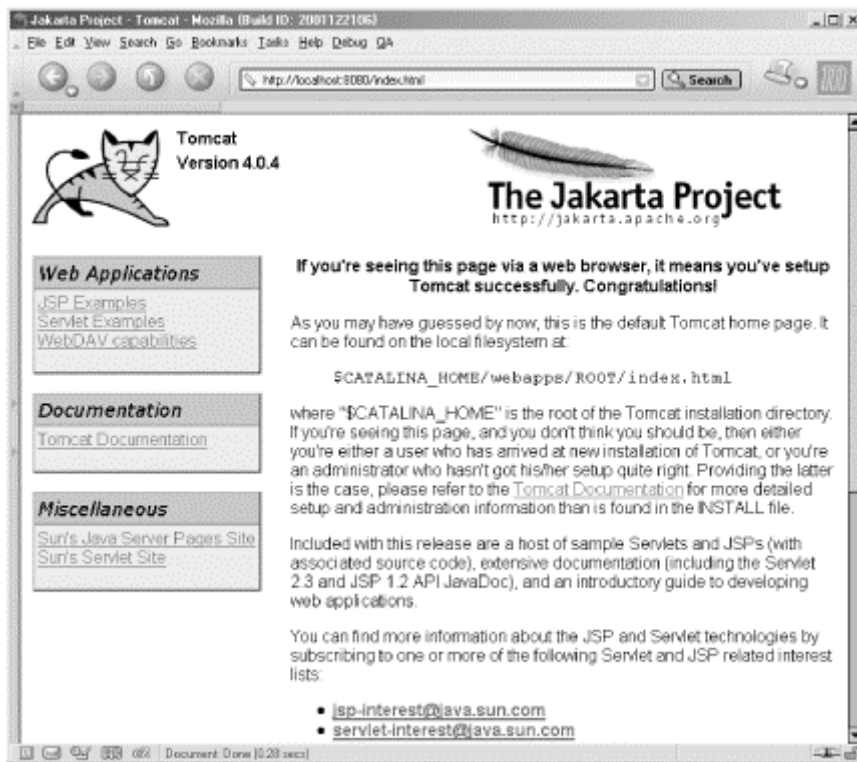 Jakarta Project - Tomcat - Mozilla {Build ID: 2001122106}
File Edit View Search Go Bookmarks Tasks Help Debug QA
http://localhost:8080/index.html
Search
Tomcat
Version 4.0.4
The Jakarta Project
http://jakarta.apache.org
Web Applications
JSP Examples
Servlet Examples
WebDAV capabilities
Documentation
Tomcat Documentation
Miscellaneous
Sun's Java Server Pages Site
Sun's Servlet Site
If you're seeing this page via a web browser, it means you've setup
Tomcat successfully. Congratulations!
As you may have guessed by now, this is the default Tomcat home page. It
can be found on the local filesystem at:
$CATALINA_HOME/webapps/ROOT/index.html
where "$CATALINA_HOME" is the root of the Tomcat installation directory.
If you're seeing this page, and you don't think you should be, then either
you're either a user who has arrived at new installation of Tomcat, or you're
an administrator who hasn't got his/her setup quite right. Providing the latter
is the case, please refer to the Tomcat Documentation for more detailed
setup and administration information than is found in the INSTALL file.
Included with this release are a host of sample Servlets and JSPs (with
associated source code), extensive documentation (including the Servlet
2.3 and JSP 1.2 API JavaDoc), and an introductory guide to developing
web applications.
You can find more information about the JSP and Servlet technologies by
subscribing to one or more of the following Servlet and JSP related interest
lists:
jsp-interest@java.sun.com
servlet-interest@java.sun.com
Document: Done (0.28 secs)